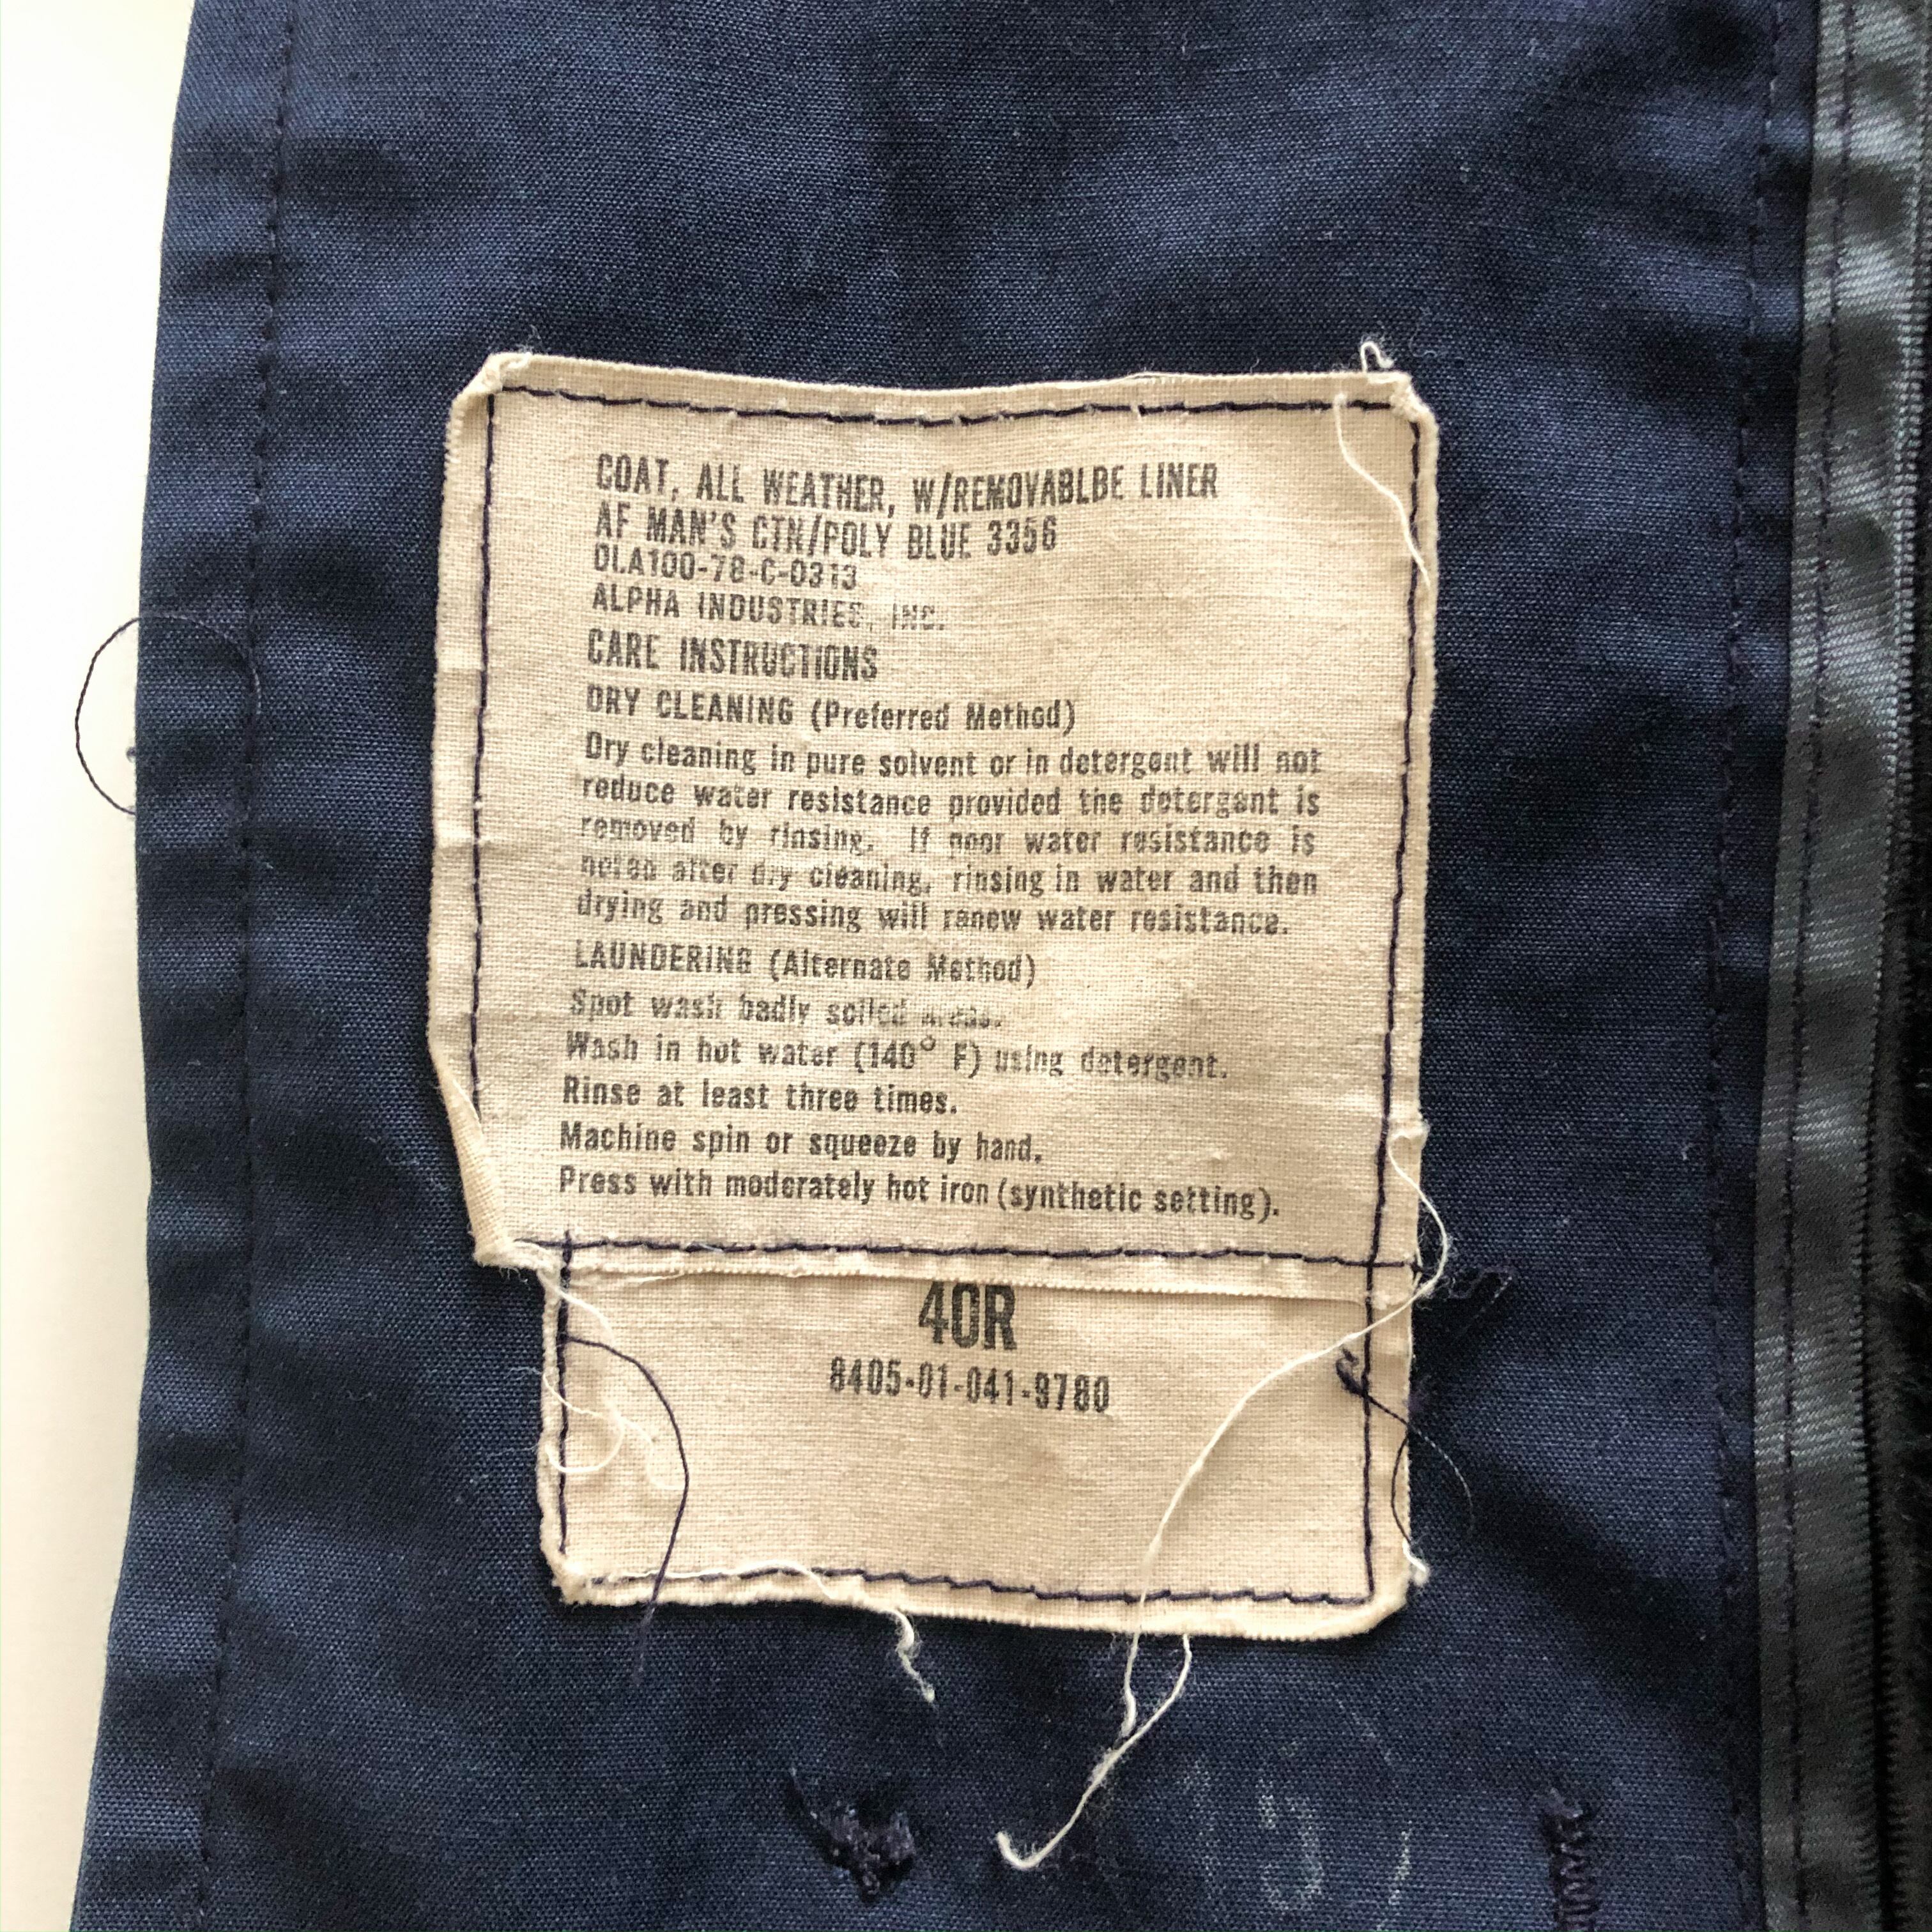 COAT, ALL WEATHER, W/REMOVABLBE LINER
AF MAN'S CTN/POLY BLUE 3356
DLA100-78-C-0313
ALPHA INDUSTRIES, INC.
CARE INSTRUCTIONS
DRY CLEANING (Preferred Method)
Dry cleaning in pure solvent or in detergent will not
reduce water resistance provided the detergent is
removed by rinsing. If poor water resistance is
noted after dry cleaning, rinsing in water and then
drying and pressing will renew water resistance.
LAUNDERING (Alternate Method)
Spot wash badly soiled areas.
Wash in hot water (140° F) using detergent.
Rinse at least three times.
Machine spin or squeeze by hand.
Press with moderately hot iron (synthetic setting).
40R
8405-01-041-9780